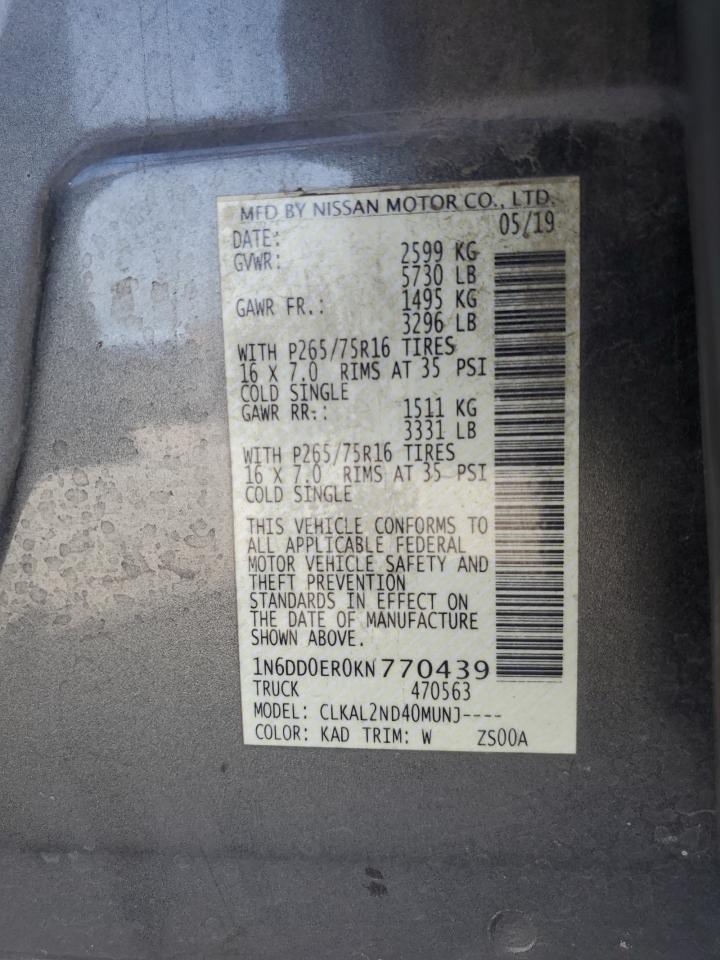 MFD BY NISSAN MOTOR CO., LTD.
DATE: 05/19
GVWR: 2599 KG
5730 LB
GAWR FR.: 1495 KG
3296 LB
WITH P265/75R16 TIRES
16 X 7.0 RIMS AT 35 PSI
COLD SINGLE
GAWR RR.: 1511 KG
3331 LB
WITH P265/75R16 TIRES
16 X 7.0 RIMS AT 35 PSI
COLD SINGLE
THIS VEHICLE CONFORMS TO
ALL APPLICABLE FEDERAL
MOTOR VEHICLE SAFETY AND
THEFT PREVENTION
STANDARDS IN EFFECT ON
THE DATE OF MANUFACTURE
SHOWN ABOVE.
1N6DD0ER0KN770439
TRUCK 470563
MODEL: CLKAL2ND40MUNJ----
COLOR: KAD TRIM: W ZS00A